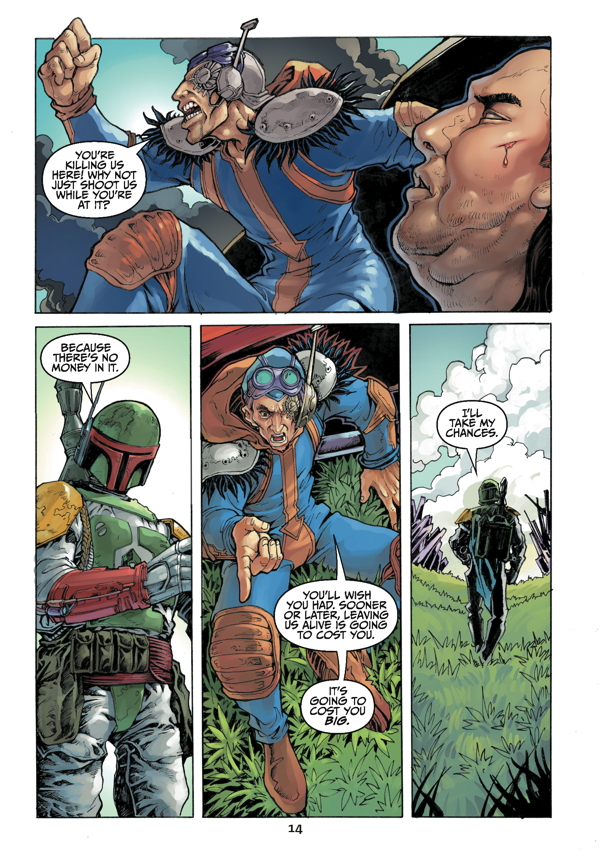 YOU'RE
KILLING US
HERE! WHY NOT
JUST SHOOT US
WHILE YOU'RE
AT IT?
BECAUSE
THERE'S NO
MONEY IN IT.
YOU'LL WISH
YOU HAD. SOONER
OR LATER, LEAVING
US ALIVE IS GOING
TO COST YOU.
IT'S
GOING TO
COST YOU
BIG.
I'LL
TAKE MY
CHANCES.
14